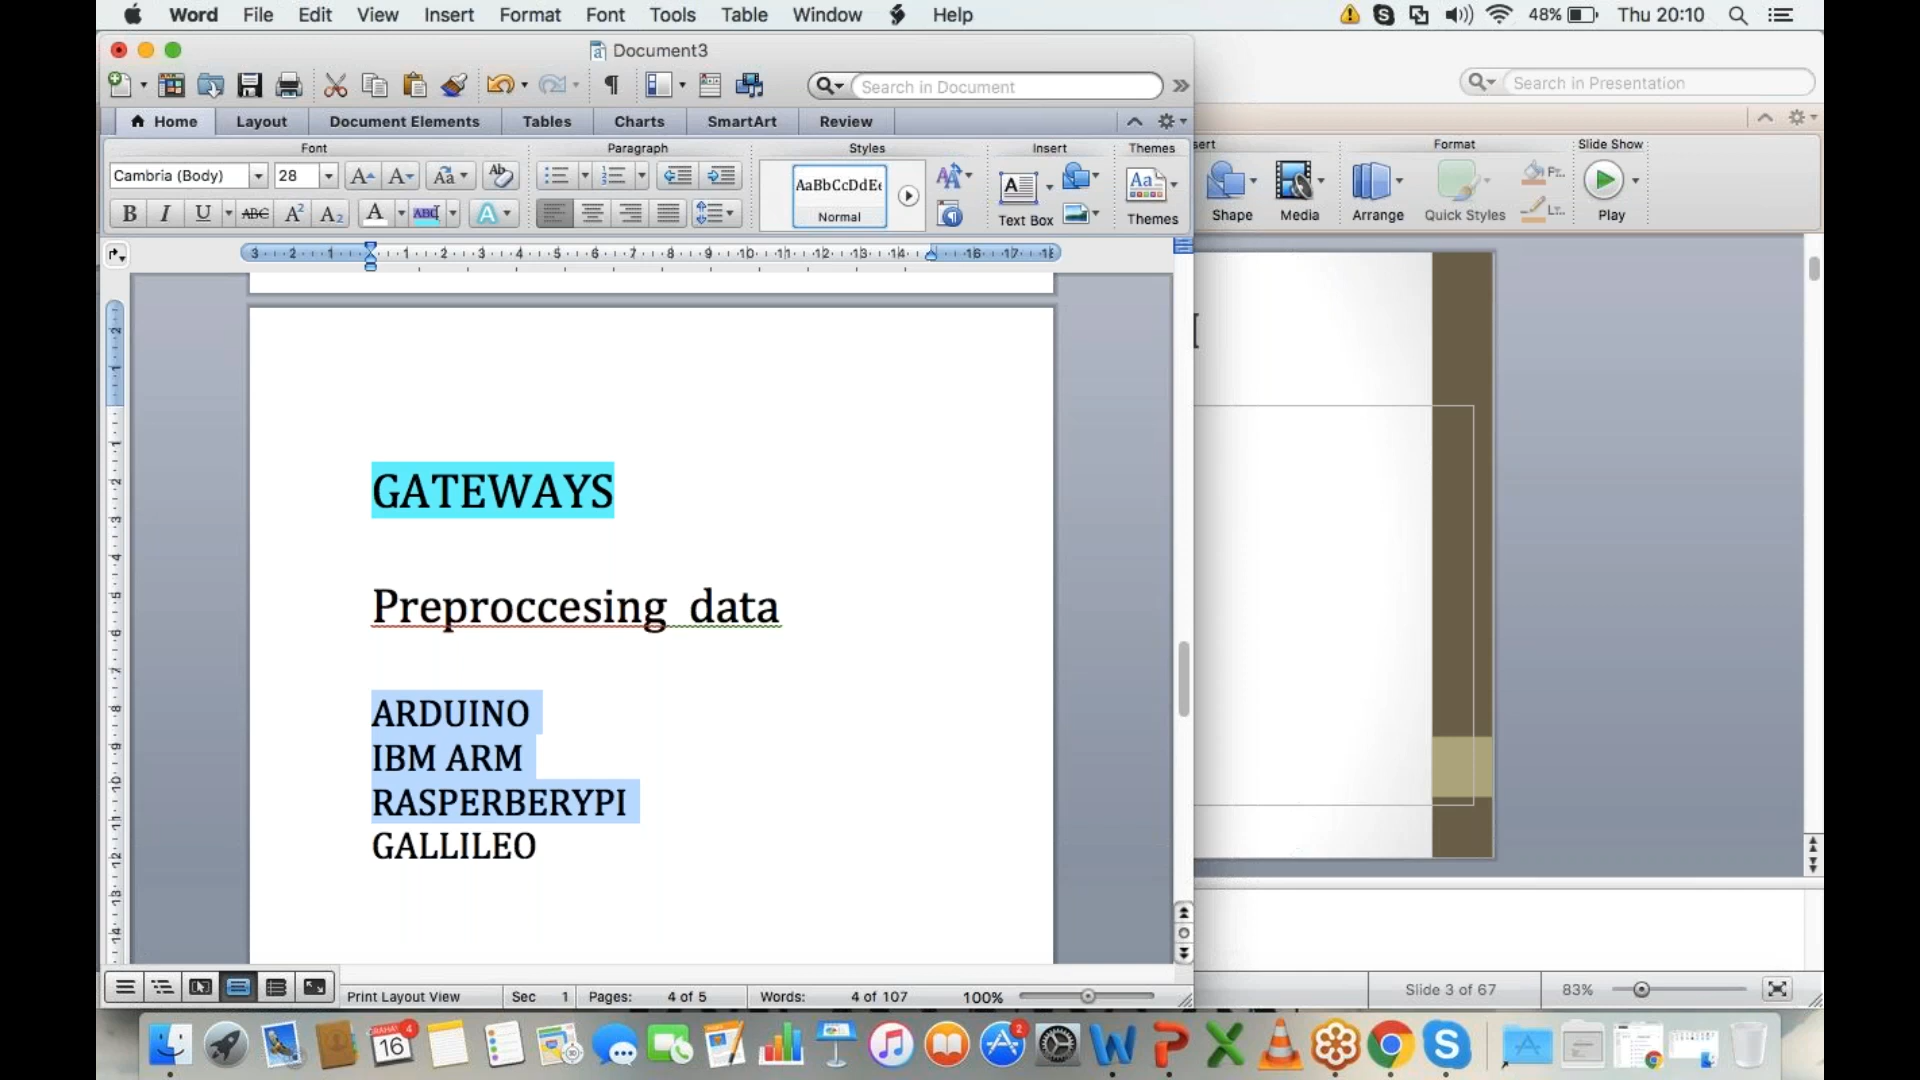 Word File Edit View Insert Format Font Tools Table Window Help 48% Thu 20:10
Document3
Search in Document
Search in Presentation
Home Layout Document Elements Tables Charts SmartArt Review
Font Paragraph Styles Insert Themes
Format Slide Show
Cambria (Body) 28
AaBbCcDdEe
Normal
Text Box Themes
Shape Media Arrange Quick Styles Play
GATEWAYS
Preproccesing data
ARDUINO
IBM ARM
RASPERBERYPI
GALLILEO
Print Layout View Sec 1 Pages: 4 of 5 Words: 4 of 107 100%
Slide 3 of 67 83%